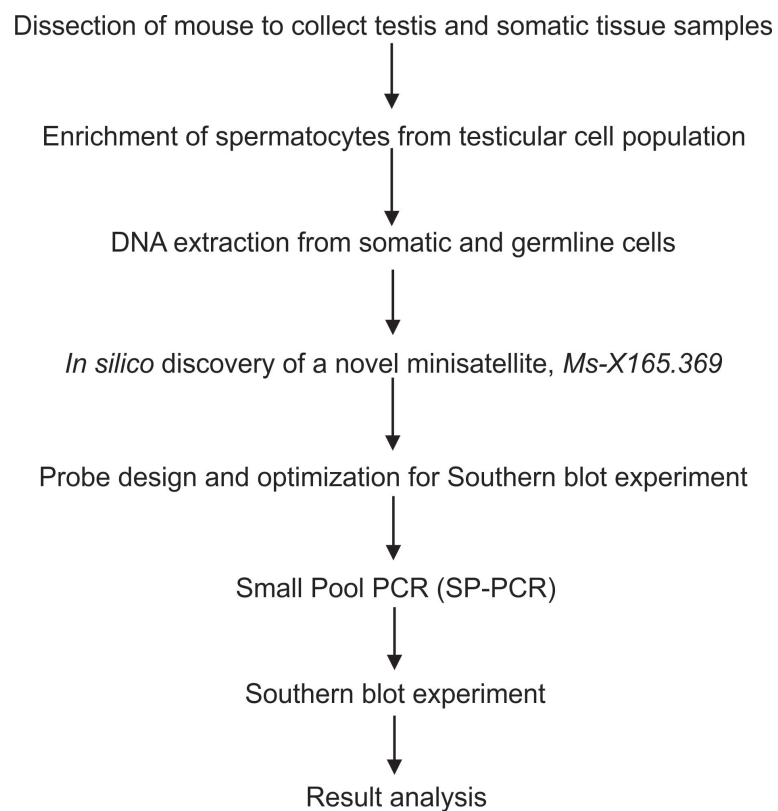 Dissection of mouse to collect testis and somatic tissue samples
Enrichment of spermatocytes from testicular cell population
DNA extraction from somatic and germline cells
In silico discovery of a novel minisatellite, Ms-X165.369
Probe design and optimization for Southern blot experiment
Small Pool PCR (SP-PCR)
Southern blot experiment
Result analysis